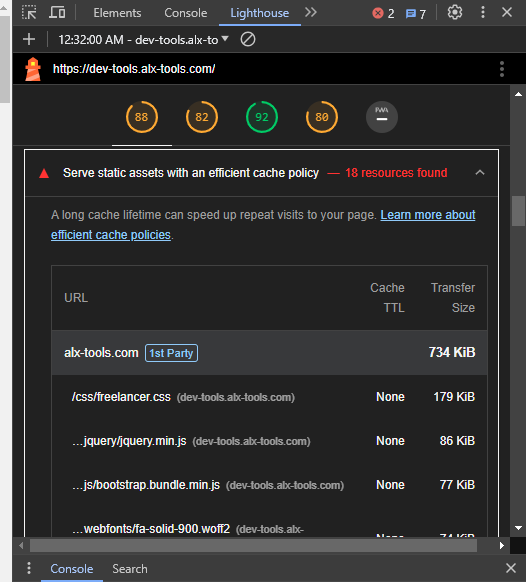 Elements Console Lighthouse
2 7
12:32:00 AM - dev-tools.alx-to
https://dev-tools.alx-tools.com/
88 82 92 80 PWA
Serve static assets with an efficient cache policy — 18 resources found
A long cache lifetime can speed up repeat visits to your page. Learn more about
efficient cache policies.
URL Cache TTL Transfer Size
alx-tools.com 1st Party 734 KiB
/css/freelancer.css (dev-tools.alx-tools.com) None 179 KiB
…jquery/jquery.min.js (dev-tools.alx-tools.com) None 86 KiB
…js/bootstrap.bundle.min.js (dev-tools.alx-tools.com) None 77 KiB
…webfonts/fa-solid-900.woff2 (dev-tools.alx- None 74 KiB
Console Search